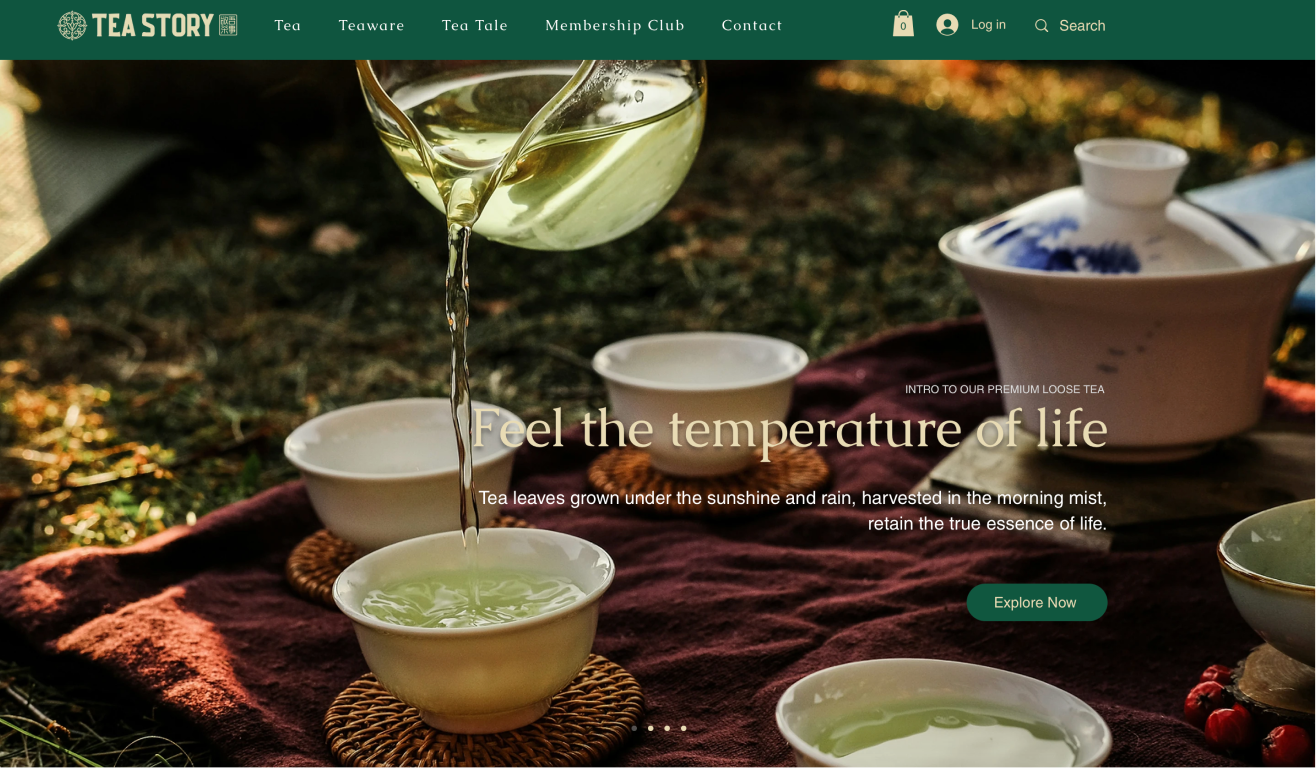 TEA STORY
Tea
Teaware
Tea Tale
Membership Club
Contact
0
Log in
Search
INTRO TO OUR PREMIUM LOOSE TEA
Feel the temperature of life
Tea leaves grown under the sunshine and rain, harvested in the morning mist,
retain the true essence of life.
Explore Now